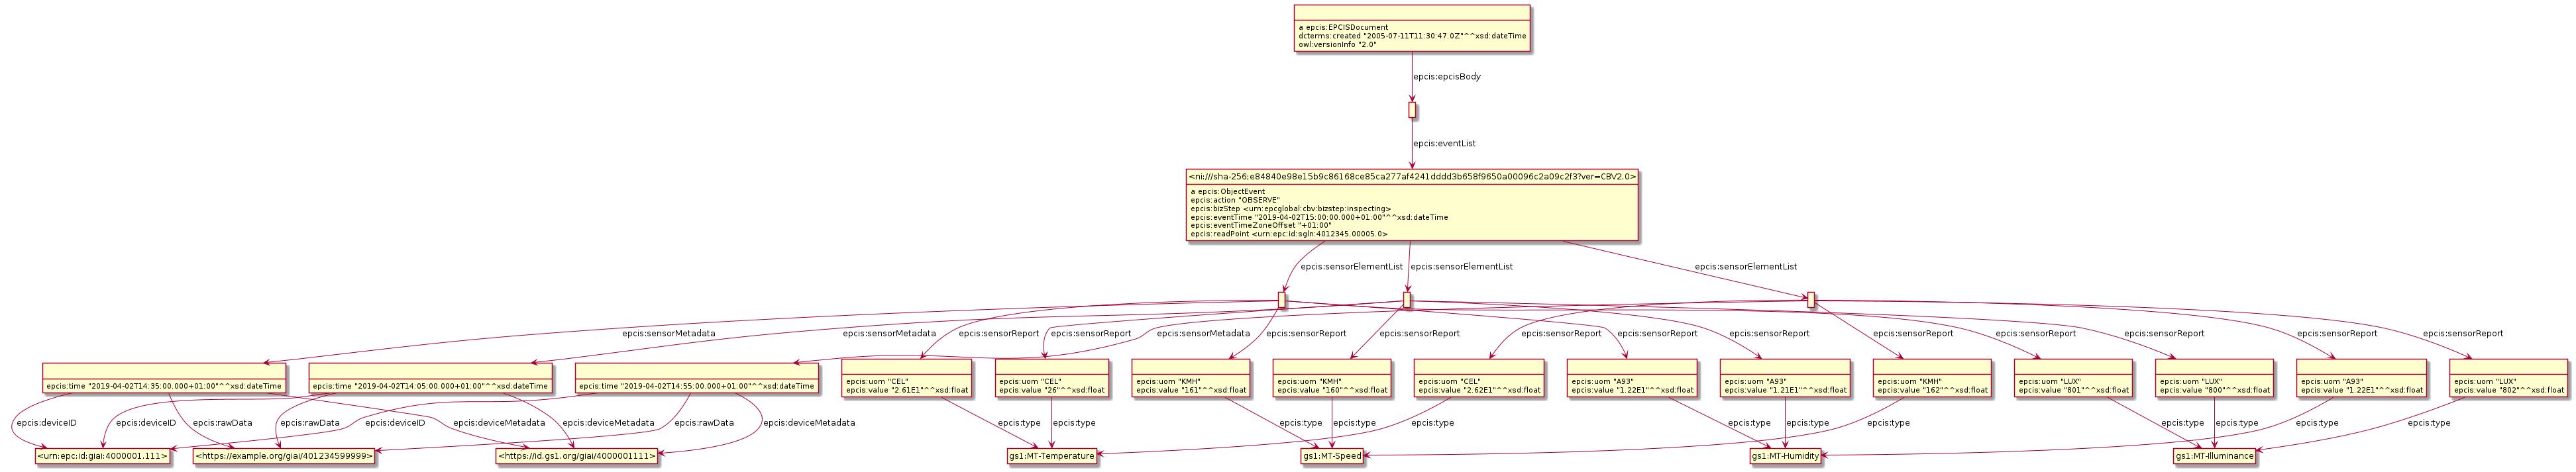 a epcis:EPCISDocument
dcterms:created "2005-07-11T11:30:47.0Z"^^xsd:dateTime
owl:versionInfo "2.0"
epcis:epcisBody
epcis:eventList
<ni:///sha-256;e84840e98e15b9c86168ce85ca277af4241dddd3b658f9650a00096c2a09c2f3?ver=CBV2.0>
a epcis:ObjectEvent
epcis:action "OBSERVE"
epcis:bizStep <urn:epcglobal:cbv:bizstep:inspecting>
epcis:eventTime "2019-04-02T15:00:00.000+01:00"^^xsd:dateTime
epcis:eventTimeZoneOffset "+01:00"
epcis:readPoint <urn:epc:id:sgln:4012345.00005.0>
epcis:sensorElementList epcis:sensorElementList epcis:sensorElementList
epcis:sensorMetadata epcis:sensorMetadata epcis:sensorReport epcis:sensorReport epcis:sensorMetadata epcis:sensorReport epcis:sensorReport epcis:sensorReport epcis:sensorReport epcis:sensorReport epcis:sensorReport epcis:sensorReport epcis:sensorReport epcis:sensorReport epcis:sensorReport
epcis:time "2019-04-02T14:35:00.000+01:00"^^xsd:dateTime
epcis:time "2019-04-02T14:05:00.000+01:00"^^xsd:dateTime
epcis:time "2019-04-02T14:55:00.000+01:00"^^xsd:dateTime
epcis:uom "CEL"
epcis:value "2.61E1"^^xsd:float
epcis:uom "CEL"
epcis:value "26"^^xsd:float
epcis:uom "KMH"
epcis:value "161"^^xsd:float
epcis:uom "KMH"
epcis:value "160"^^xsd:float
epcis:uom "CEL"
epcis:value "2.62E1"^^xsd:float
epcis:uom "A93"
epcis:value "1.22E1"^^xsd:float
epcis:uom "A93"
epcis:value "1.21E1"^^xsd:float
epcis:uom "KMH"
epcis:value "162"^^xsd:float
epcis:uom "LUX"
epcis:value "801"^^xsd:float
epcis:uom "LUX"
epcis:value "800"^^xsd:float
epcis:uom "A93"
epcis:value "1.22E1"^^xsd:float
epcis:uom "LUX"
epcis:value "802"^^xsd:float
epcis:deviceID epcis:deviceID epcis:rawData epcis:rawData epcis:deviceID epcis:deviceMetadata epcis:deviceMetadata epcis:rawData epcis:deviceMetadata epcis:type epcis:type epcis:type epcis:type epcis:type epcis:type epcis:type epcis:type epcis:type epcis:type epcis:type epcis:type
<urn:epc:id:giai:4000001.111>
<https://example.org/giai/401234599999>
<https://id.gs1.org/giai/4000001111>
gs1:MT-Temperature
gs1:MT-Speed
gs1:MT-Humidity
gs1:MT-Illuminance